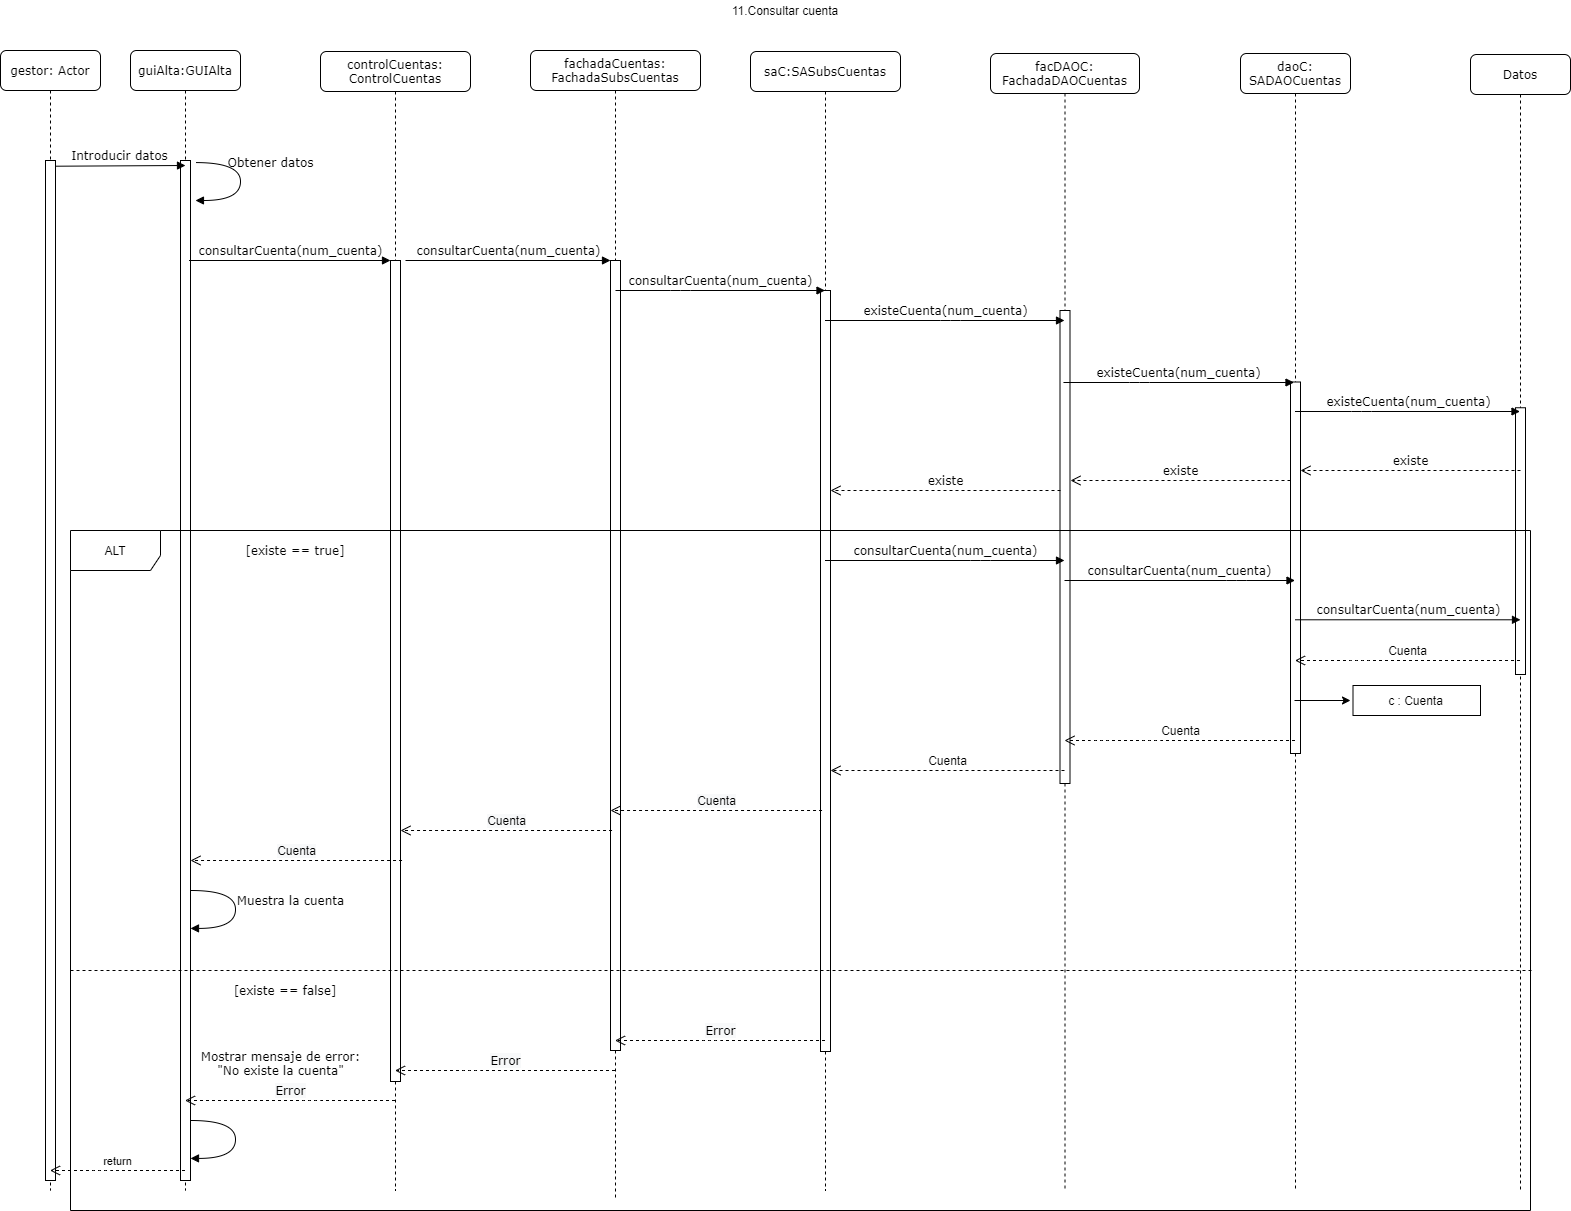 11.Consultar cuenta
gestor: Actor
guiAlta:GUIAlta
controlCuentas:
ControlCuentas
fachadaCuentas:
FachadaSubsCuentas
saC:SASubsCuentas
facDAOC:
FachadaDAOCuentas
daoC:
SADAOCuentas
Datos
Introducir datos
Obtener datos
consultarCuenta(num_cuenta)
consultarCuenta(num_cuenta)
consultarCuenta(num_cuenta)
existeCuenta(num_cuenta)
existeCuenta(num_cuenta)
existeCuenta(num_cuenta)
existe
existe
existe
ALT
[existe == true]
consultarCuenta(num_cuenta)
consultarCuenta(num_cuenta)
consultarCuenta(num_cuenta)
Cuenta
c : Cuenta
Cuenta
Cuenta
Cuenta
Cuenta
Cuenta
Muestra la cuenta
[existe == false]
Error
Mostrar mensaje de error:
"No existe la cuenta"
Error
Error
return